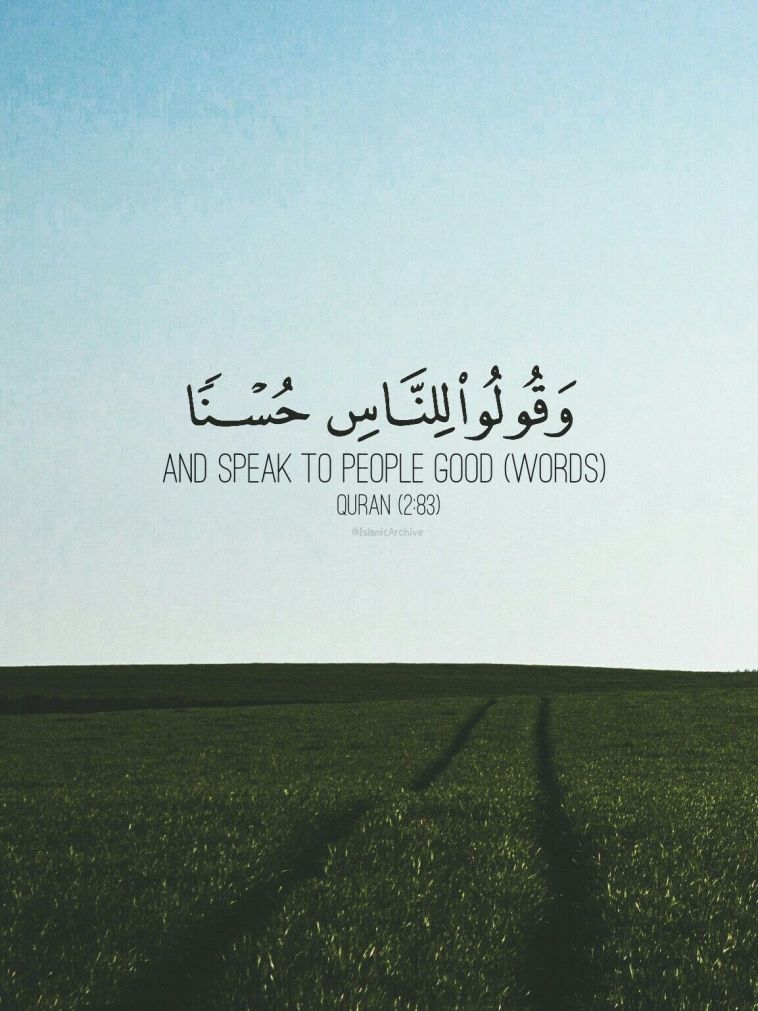 وَقُولُوا۟ لِلنَّاسِ حُسْنًا
AND SPEAK TO PEOPLE GOOD (WORDS)
QURAN (2:83)
@IslamicArchive